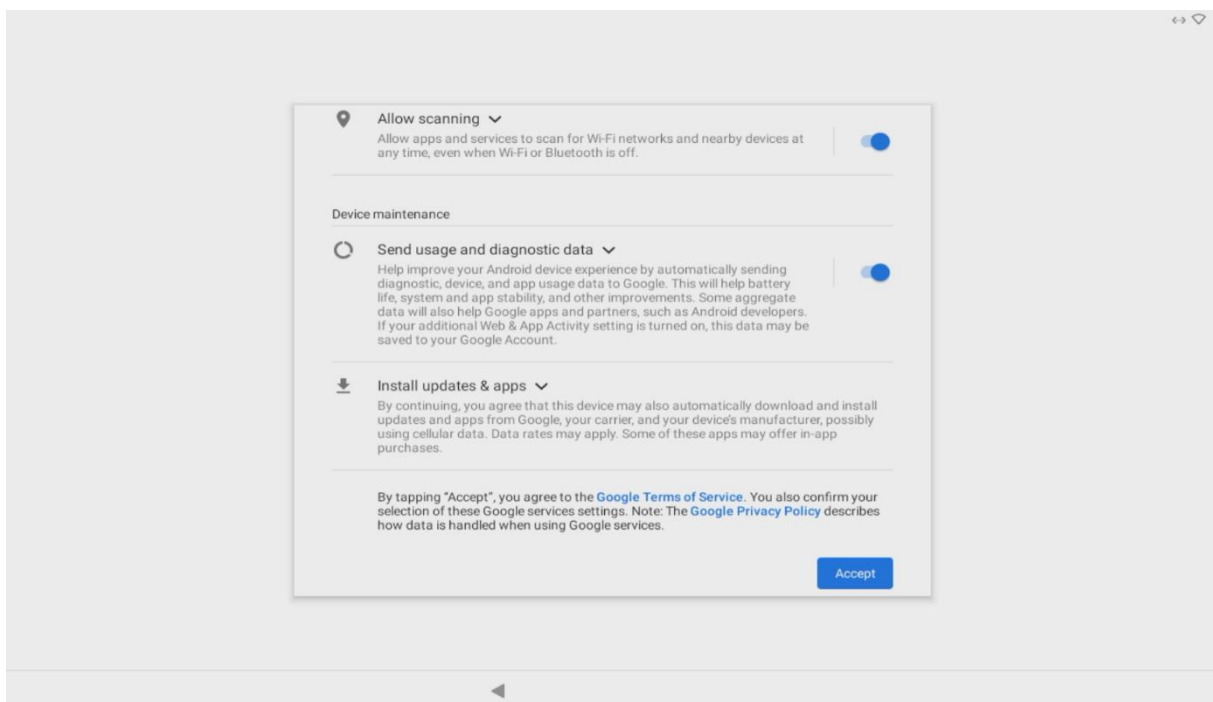 Allow scanning
Allow apps and services to scan for Wi-Fi networks and nearby devices at
any time, even when Wi-Fi or Bluetooth is off.
Device maintenance
Send usage and diagnostic data
Help improve your Android device experience by automatically sending
diagnostic, device, and app usage data to Google. This will help battery
life, system and app stability, and other improvements. Some aggregate
data will also help Google apps and partners, such as Android developers.
If your additional Web & App Activity setting is turned on, this data may be
saved to your Google Account.
Install updates & apps
By continuing, you agree that this device may also automatically download and install
updates and apps from Google, your carrier, and your device's manufacturer, possibly
using cellular data. Data rates may apply. Some of these apps may offer in-app
purchases.
By tapping “Accept”, you agree to the Google Terms of Service. You also confirm your
selection of these Google services settings. Note: The Google Privacy Policy describes
how data is handled when using Google services.
Accept